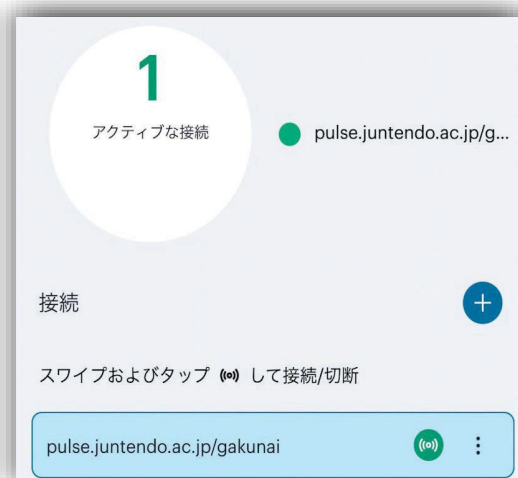 1
アクティブな接続
pulse.juntendo.ac.jp/g...
接続
スワイプおよびタップ して接続/切断
pulse.juntendo.ac.jp/gakunai